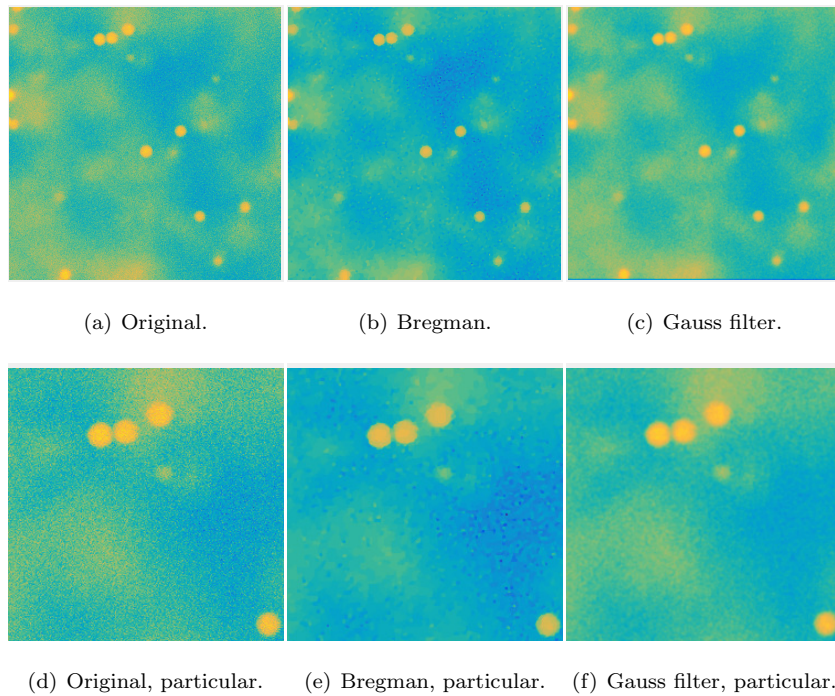 (a) Original.
(b) Bregman.
(c) Gauss filter.
(d) Original, particular.
(e) Bregman, particular.
(f) Gauss filter, particular.